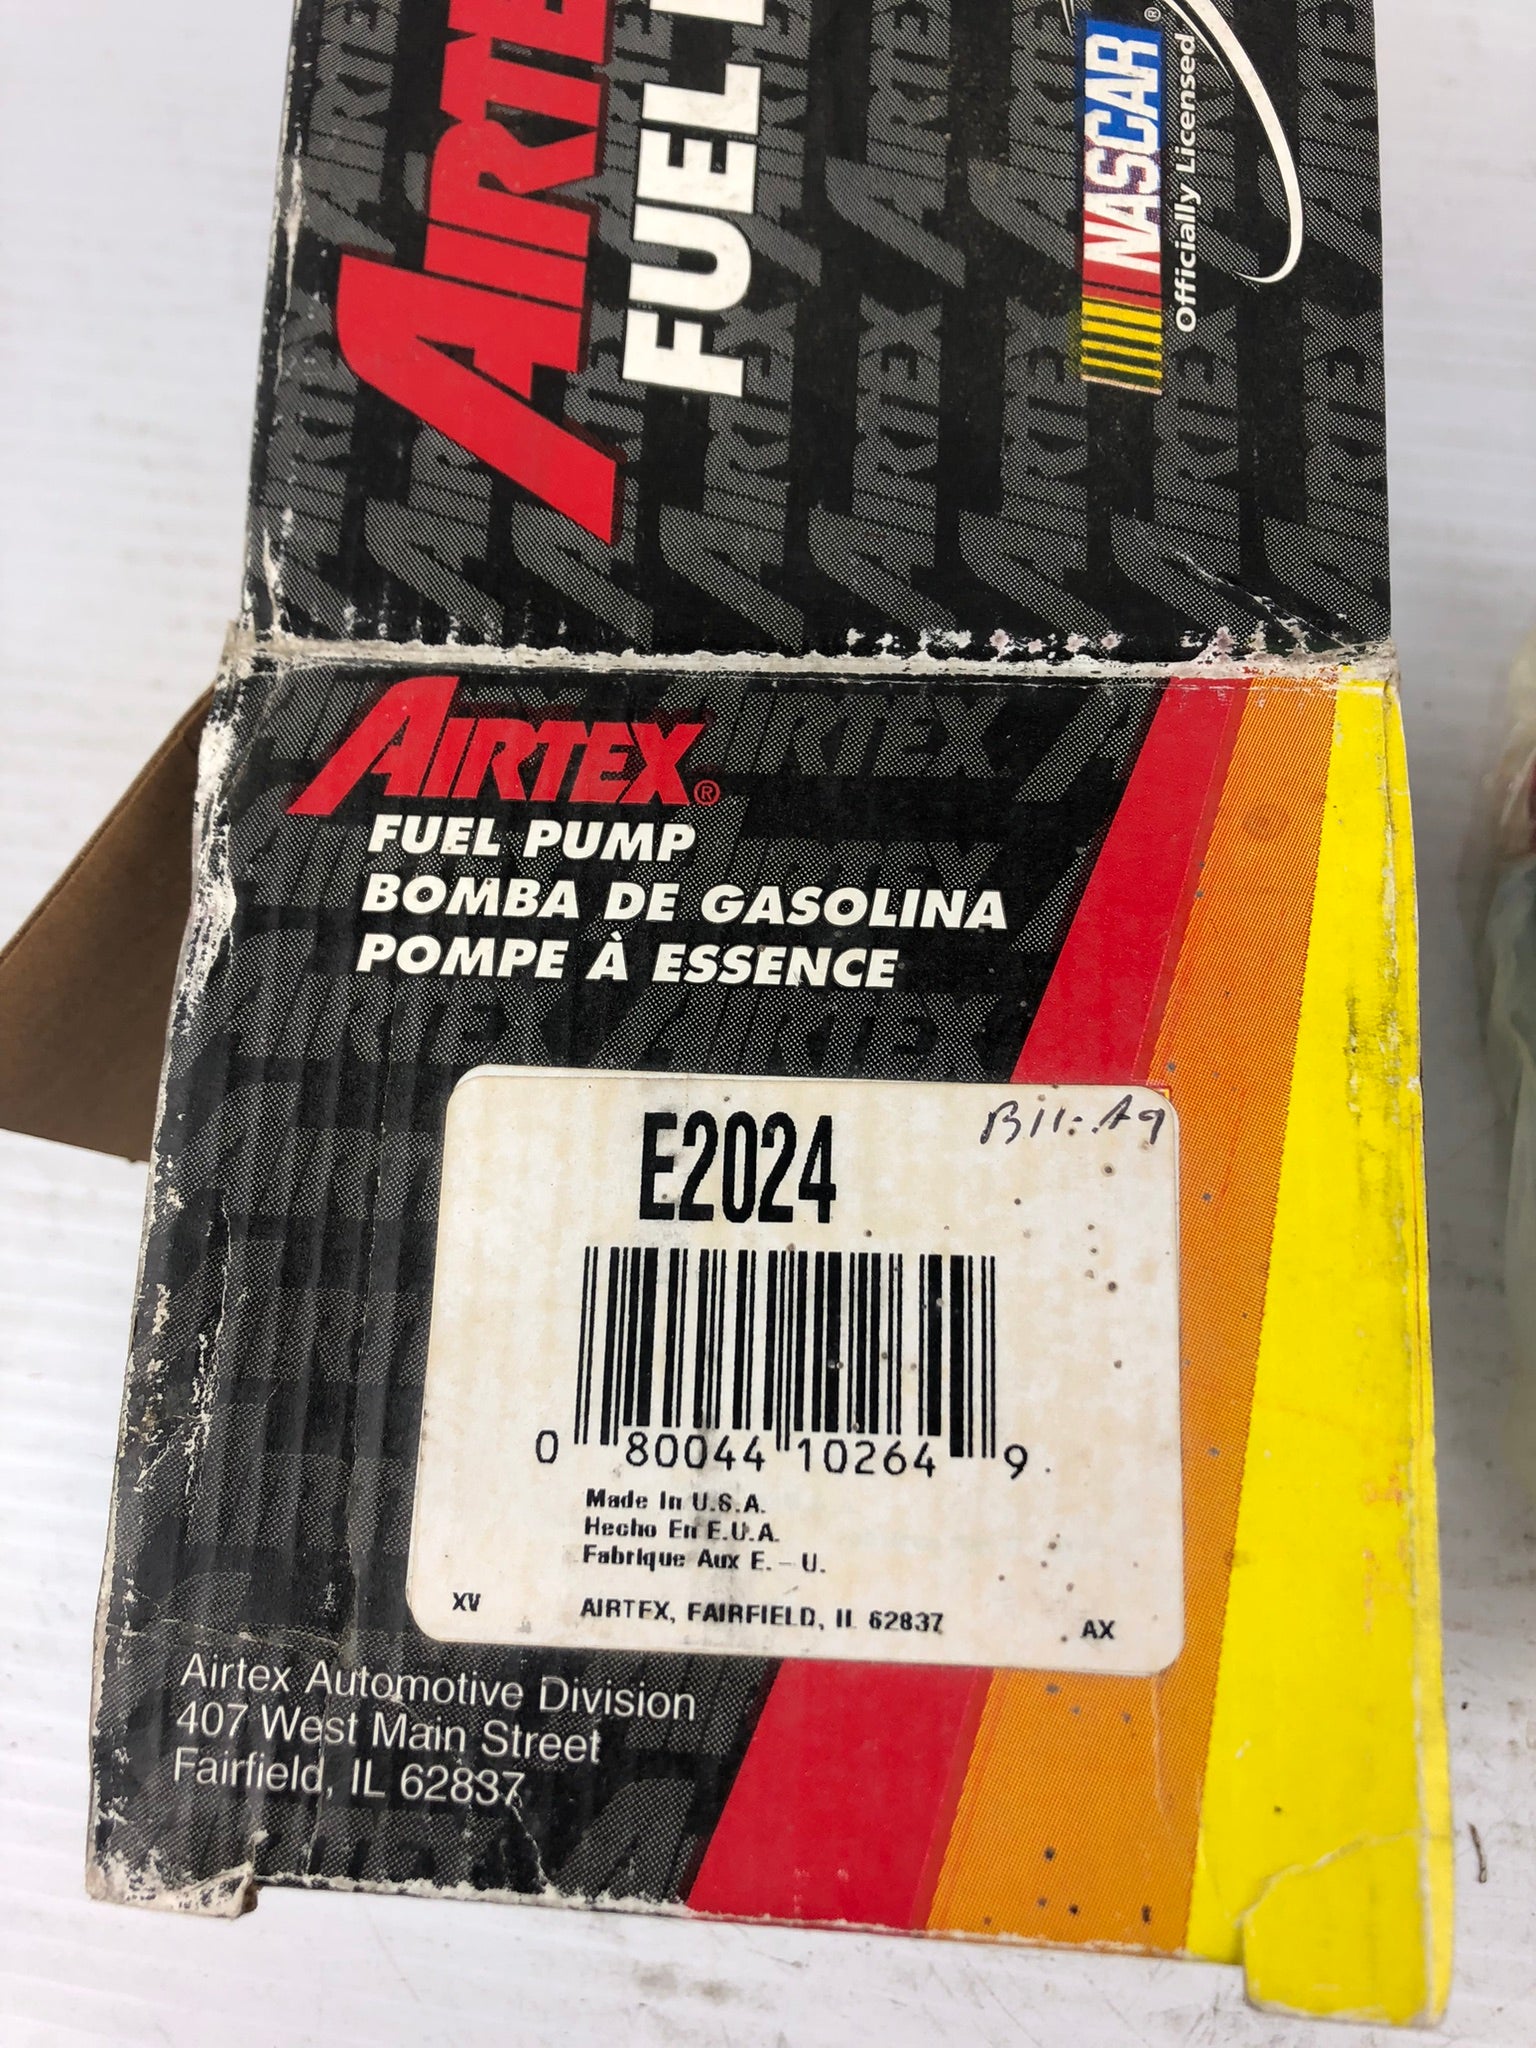 AIRTE
FUEL
NASCAR®
Officially Licensed
AIRTEX®
FUEL PUMP
BOMBA DE GASOLINA
POMPE À ESSENCE
E2024
0 80044 10264 9
Made In U.S.A.
Hecho En E.U.A.
Fabrique Aux E. - U.
XV AIRTEX, FAIRFIELD, IL 62837 AX
Airtex Automotive Division
407 West Main Street
Fairfield, IL 62837